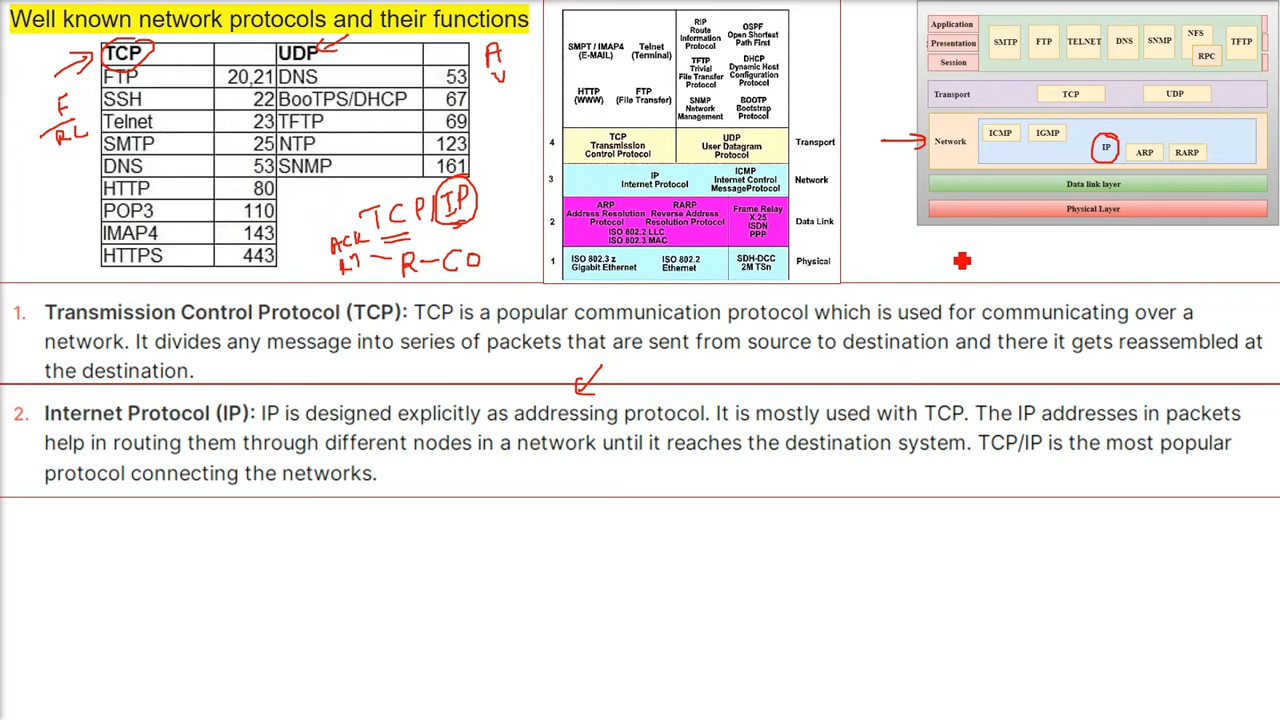 Well known network protocols and their functions
TCP UDP
FTP 20,21 DNS 53
SSH 22 BooTPS/DHCP 67
Telnet 23 TFTP 69
SMTP 25 NTP 123
DNS 53 SNMP 161
HTTP 80
POP3 110
IMAP4 143
HTTPS 443
A
V
F
RL
TCP/IP
ACK
R-CO
SMPT / IMAP4
(E-MAIL)
Telnet
(Terminal)
HTTP
(WWW)
FTP
(File Transfer)
RIP
Route
Information
Protocol
OSPF
Open Shortest
Path First
TFTP
Trivial
File Transfer
Protocol
DHCP
Dynamic Host
Configuration
Protocol
SNMP
Network
Management
BOOTP
Bootstrap
Protocol
4
TCP
Transmission
Control Protocol
UDP
User Datagram
Protocol
Transport
3
IP
Internet Protocol
ICMP
Internet Control
MessageProtocol
Network
2
ARP
Address Resolution
Protocol
RARP
Reverse Address
Resolution Protocol
ISO 802.2 LLC
ISO 802.3 MAC
Frame Relay
X.25
ISDN
PPP
Data Link
1
ISO 802.3 z
Gigabit Ethernet
ISO 802.2
Ethernet
SDH-DCC
2M TSn
Physical
Application
Presentation
Session
SMTP FTP TELNET DNS SNMP NFS RPC TFTP
Transport TCP UDP
Network ICMP IGMP IP ARP RARP
Data link layer
Physical Layer
1. Transmission Control Protocol (TCP): TCP is a popular communication protocol which is used for communicating over a
network. It divides any message into series of packets that are sent from source to destination and there it gets reassembled at
the destination.
2. Internet Protocol (IP): IP is designed explicitly as addressing protocol. It is mostly used with TCP. The IP addresses in packets
help in routing them through different nodes in a network until it reaches the destination system. TCP/IP is the most popular
protocol connecting the networks.